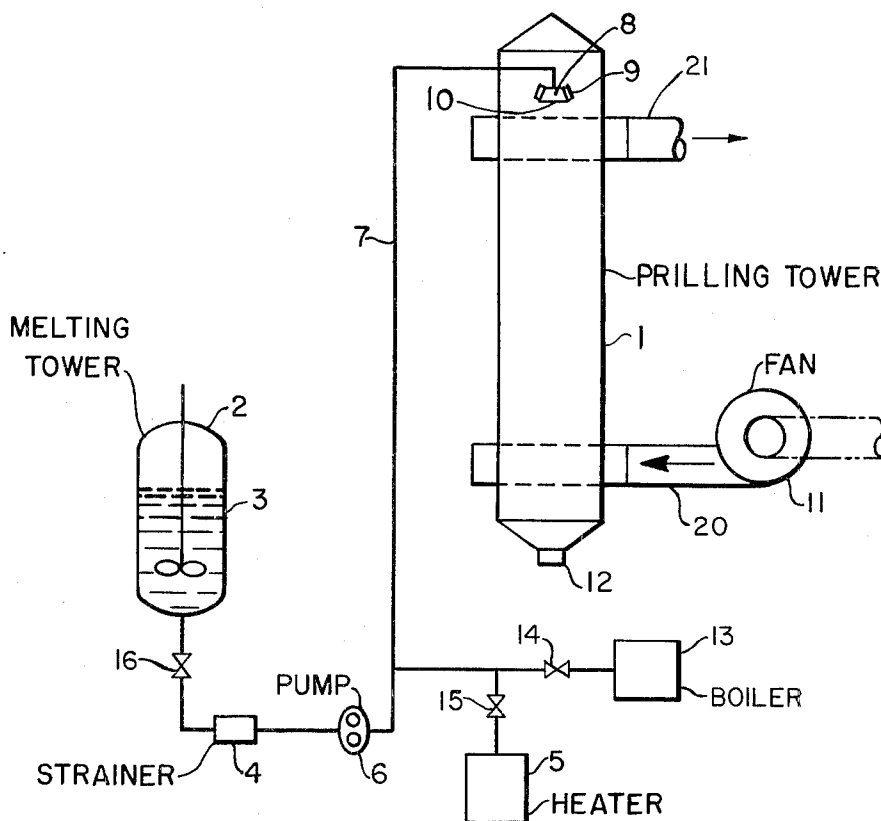 8
9
21
10
7
PRILLING TOWER
MELTING
TOWER
1
FAN
2
3
11
20
12
14
13
16
PUMP
15
BOILER
STRAINER
4
6
5
HEATER